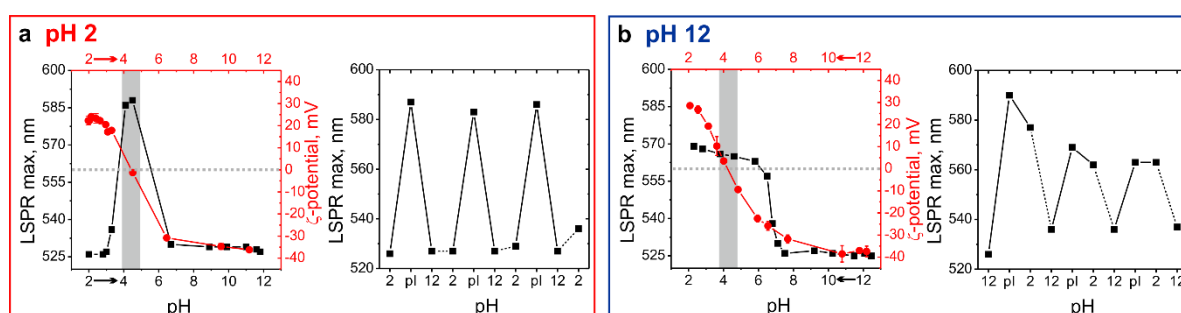 a pH 2
2 → 4 6 8 10 12
600
585
570
555
540
525
LSPR max, nm
40
30
20
10
0
-10
-20
-30
-40
ζ-potential, mV
2 → 4 6 8 10 12
pH
600
580
560
540
520
LSPR max, nm
2 pI 12 2 pI 12 2 pI 12 2
pH
b pH 12
2 4 6 8 10 ← 12
600
585
570
555
540
525
LSPR max, nm
40
30
20
10
0
-10
-20
-30
-40
ζ-potential, mV
2 4 6 8 10 ← 12
pH
600
580
560
540
520
LSPR max, nm
12 pI 2 12 pI 2 12 pI 2 12
pH